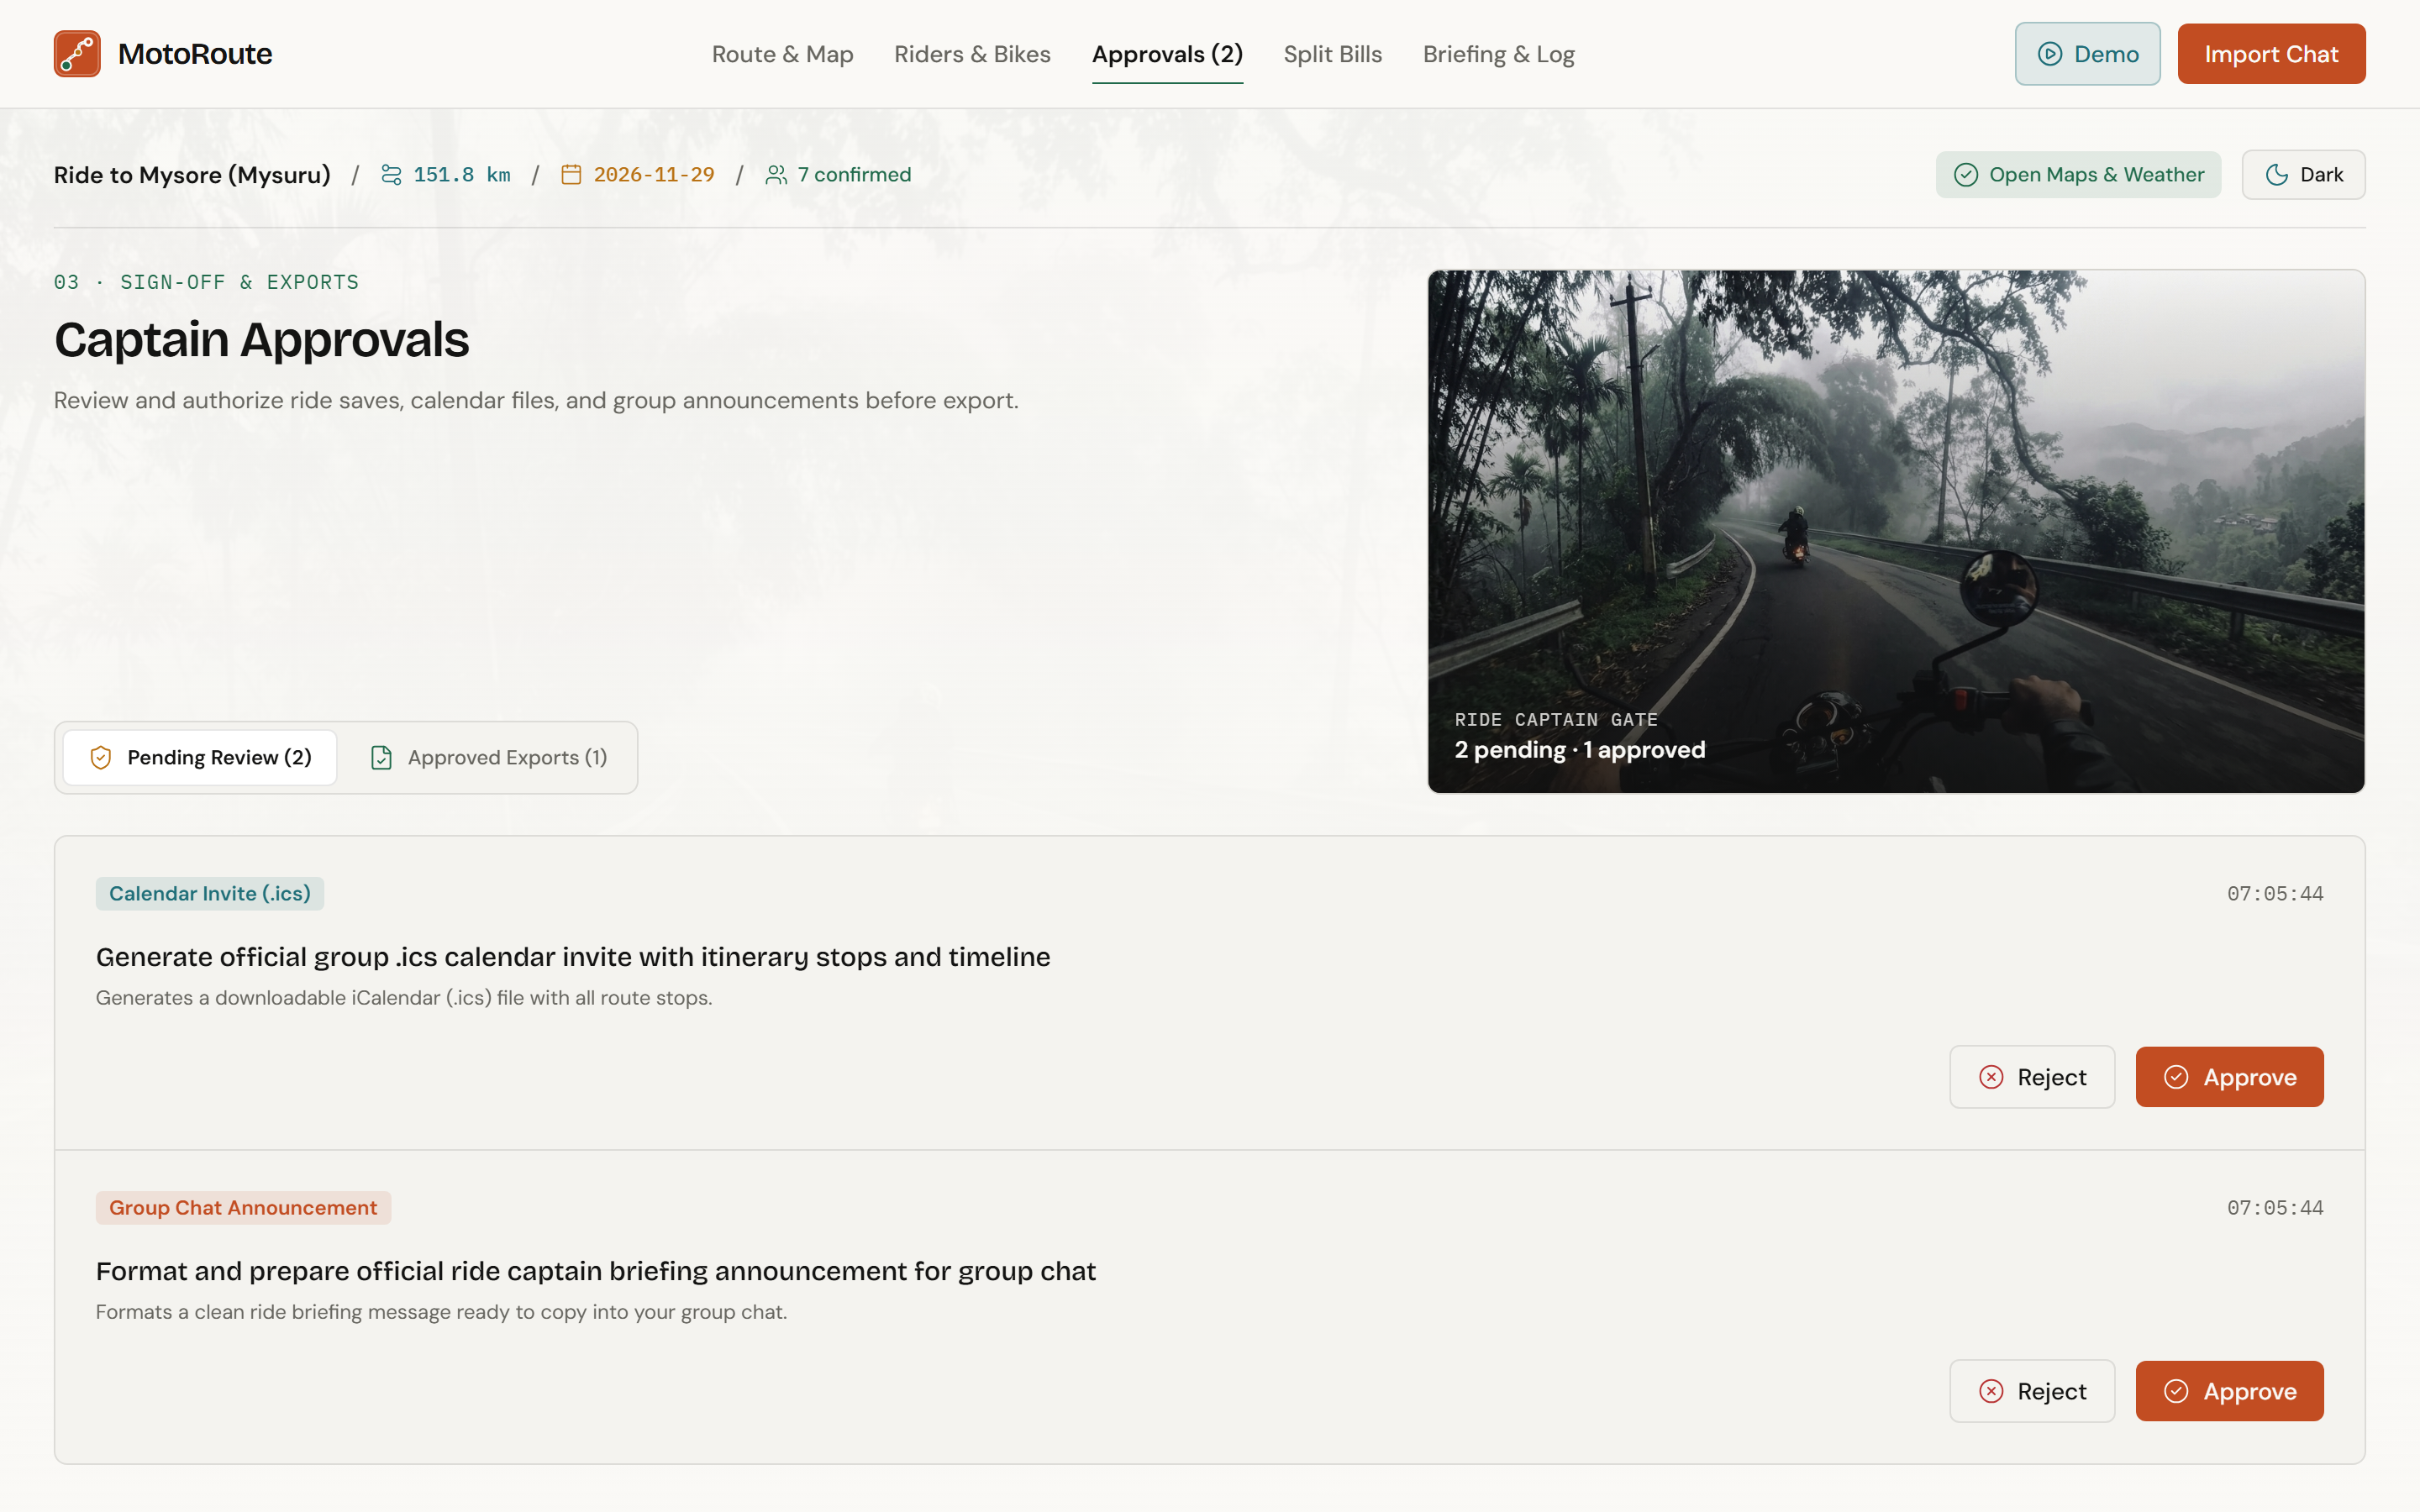 MotoRoute
Route & Map
Riders & Bikes
Approvals (2)
Split Bills
Briefing & Log
Demo
Import Chat
Ride to Mysore (Mysuru) / 151.8 km / 2026-11-29 / 7 confirmed
Open Maps & Weather
Dark
03 · SIGN-OFF & EXPORTS
Captain Approvals
Review and authorize ride saves, calendar files, and group announcements before export.
RIDE CAPTAIN GATE
2 pending · 1 approved
Pending Review (2)
Approved Exports (1)
Calendar Invite (.ics)
07:05:44
Generate official group .ics calendar invite with itinerary stops and timeline
Generates a downloadable iCalendar (.ics) file with all route stops.
Reject
Approve
Group Chat Announcement
07:05:44
Format and prepare official ride captain briefing announcement for group chat
Formats a clean ride briefing message ready to copy into your group chat.
Reject
Approve